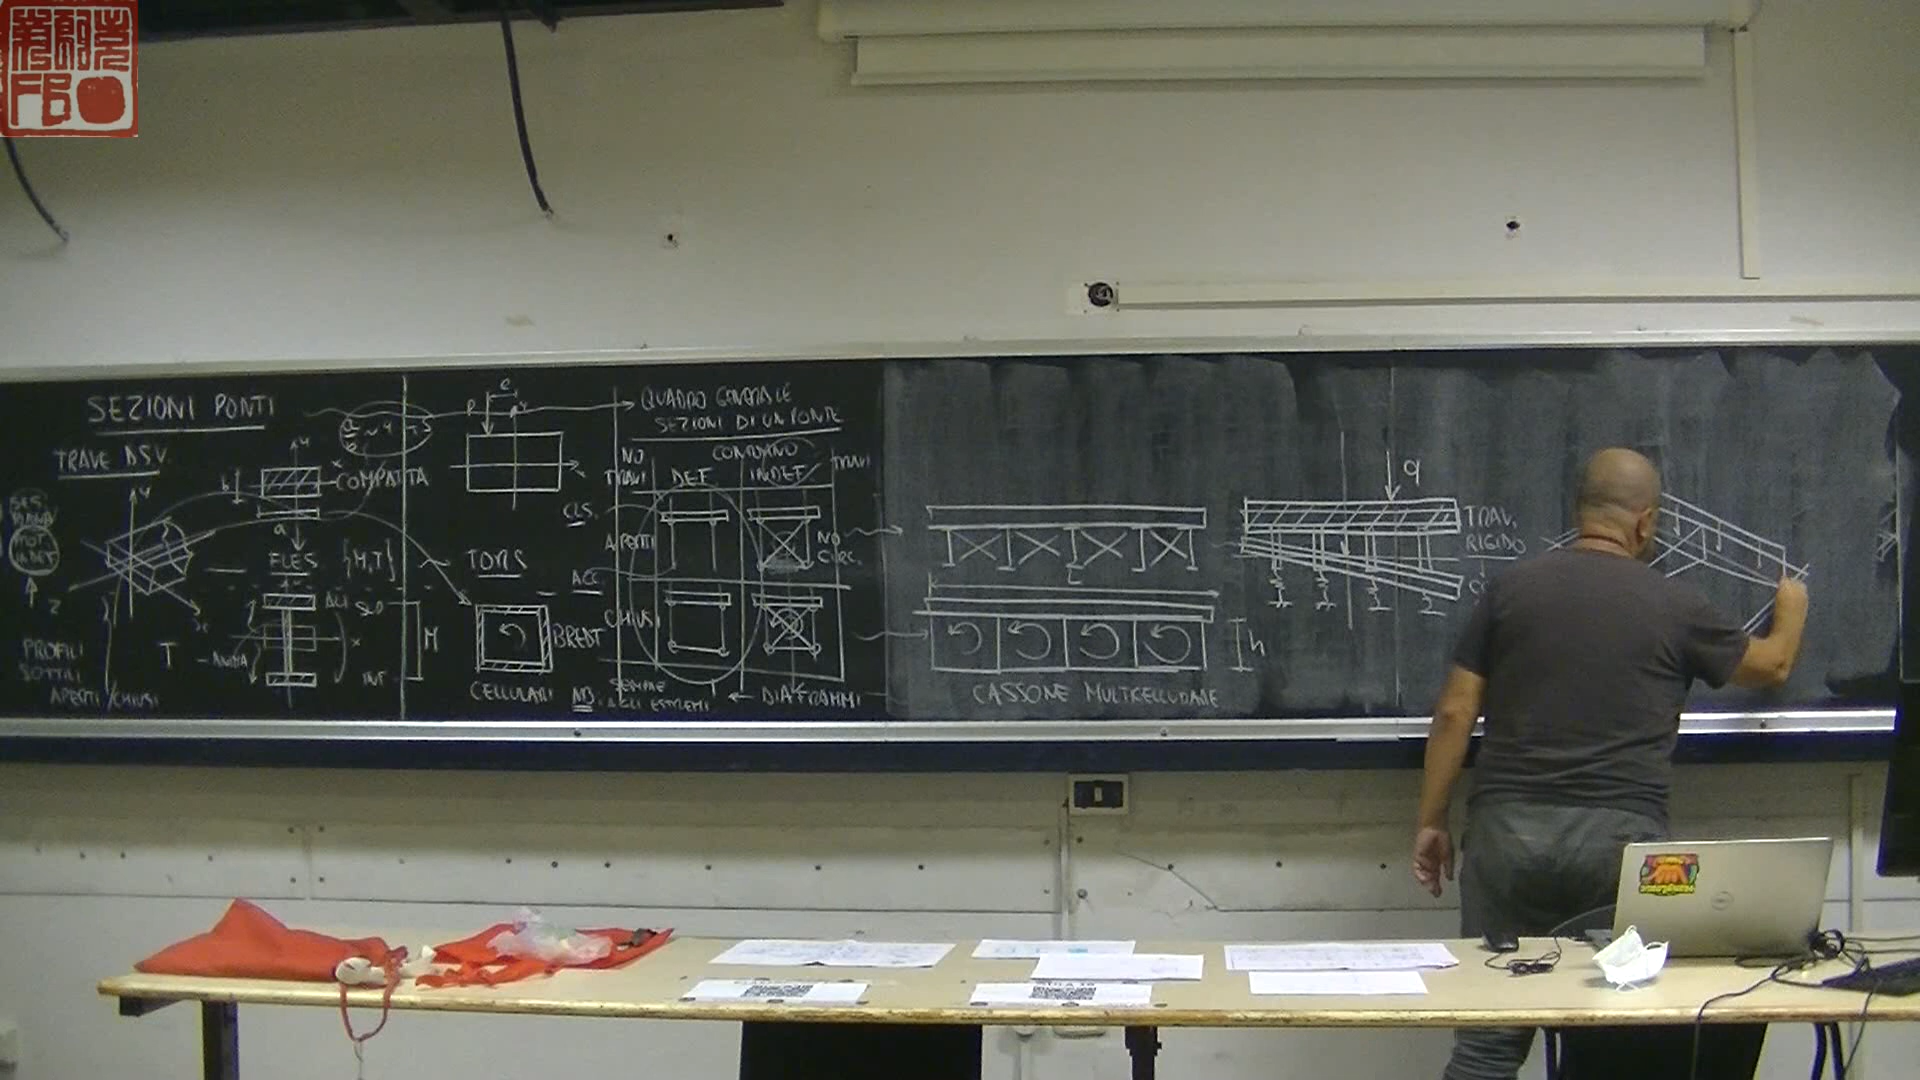 FB
SEZIONI PONTI
TRAVE DSV.
COMPATTA
b
a
y
x
z
FLES. {M,T}
ANIMA
SUP
INF
M
T
PROFILI
SOTTILI
APERTI/CHIUSI
P
e
TORS
BREDT
CELLULARI
QUADRO GENERALE
SEZIONI DI UN PONTE
CONTORNO
NO
TRAVI
DEF.
INDEF.
TRAVI
CLS.
APERTI
NO
CIRC.
ACC.
CHIUSI
NB.
SEMPRE
AGLI ESTREMI
DIAFRAMMI
L
h
CASSONE MULTICELLULARE
q
TRAV.
RIGIDO